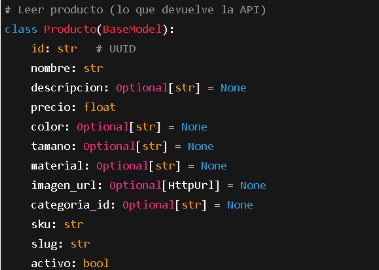 # Leer producto (lo que devuelve la API)
class Producto(BaseModel):
    id: str   # UUID
    nombre: str
    descripcion: Optional[str] = None
    precio: float
    color: Optional[str] = None
    tamano: Optional[str] = None
    material: Optional[str] = None
    imagen_url: Optional[HttpUrl] = None
    categoria_id: Optional[str] = None
    sku: str
    slug: str
    activo: bool